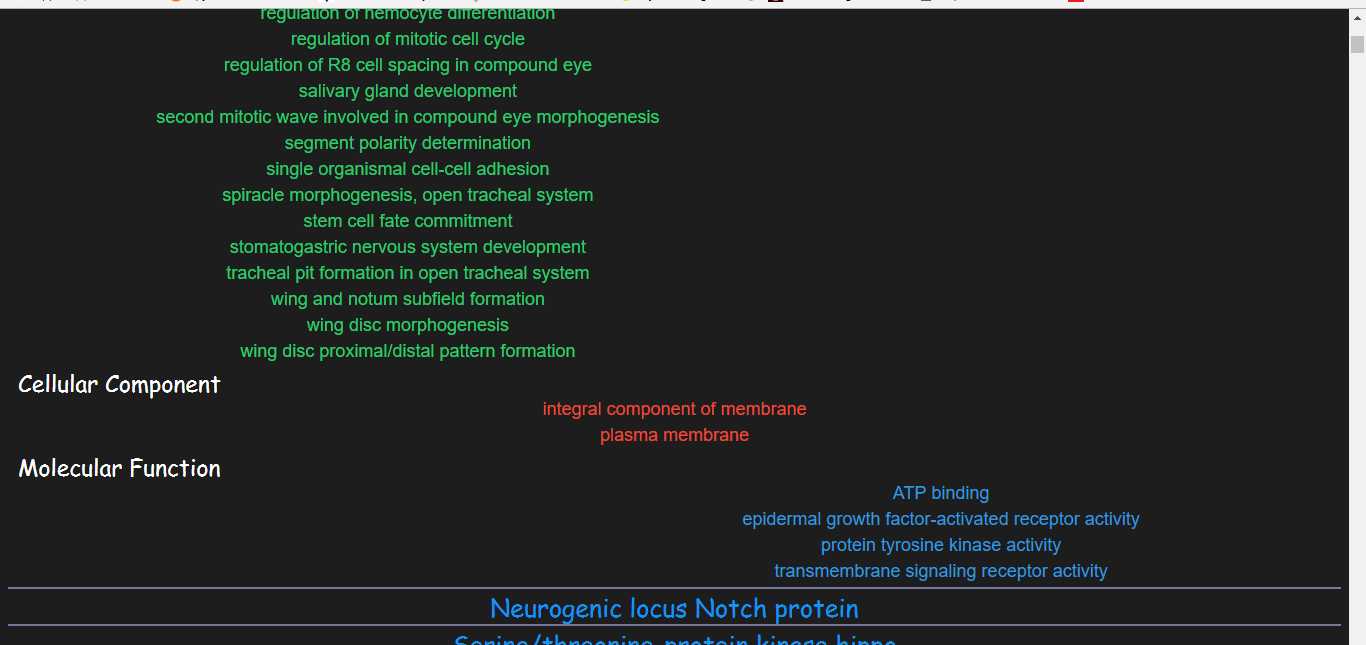 regulation of hemocyte differentiation
regulation of mitotic cell cycle
regulation of R8 cell spacing in compound eye
salivary gland development
second mitotic wave involved in compound eye morphogenesis
segment polarity determination
single organismal cell-cell adhesion
spiracle morphogenesis, open tracheal system
stem cell fate commitment
stomatogastric nervous system development
tracheal pit formation in open tracheal system
wing and notum subfield formation
wing disc morphogenesis
wing disc proximal/distal pattern formation
Cellular Component
integral component of membrane
plasma membrane
Molecular Function
ATP binding
epidermal growth factor-activated receptor activity
protein tyrosine kinase activity
transmembrane signaling receptor activity
Neurogenic locus Notch protein
Serine/threonine-protein kinase hippo